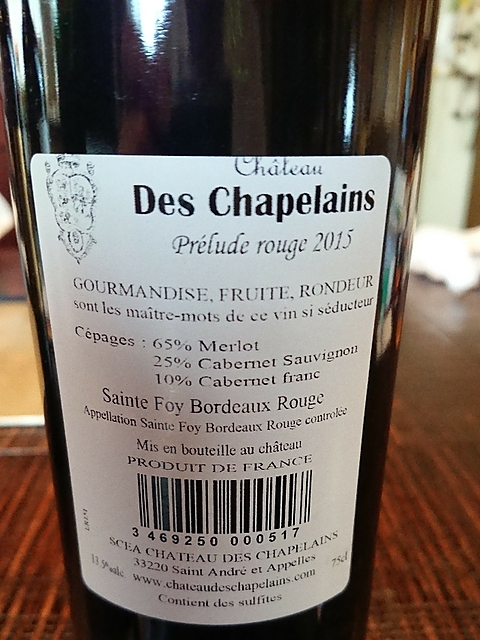 Château
Des Chapelains
Prélude rouge 2015
GOURMANDISE, FRUITE, RONDEUR
sont les maître-mots de ce vin si séducteur
Cépages : 65% Merlot
25% Cabernet Sauvignon
10% Cabernet franc
Sainte Foy Bordeaux Rouge
Appellation Sainte Foy Bordeaux Rouge controlée
Mis en bouteille au château
PRODUIT DE FRANCE
3 469250 000517
SCEA CHATEAU DES CHAPELAINS
33220 Saint André et Appelles
13,5%alc www.chateaudeschapelains.com 75cl
Contient des sulfites